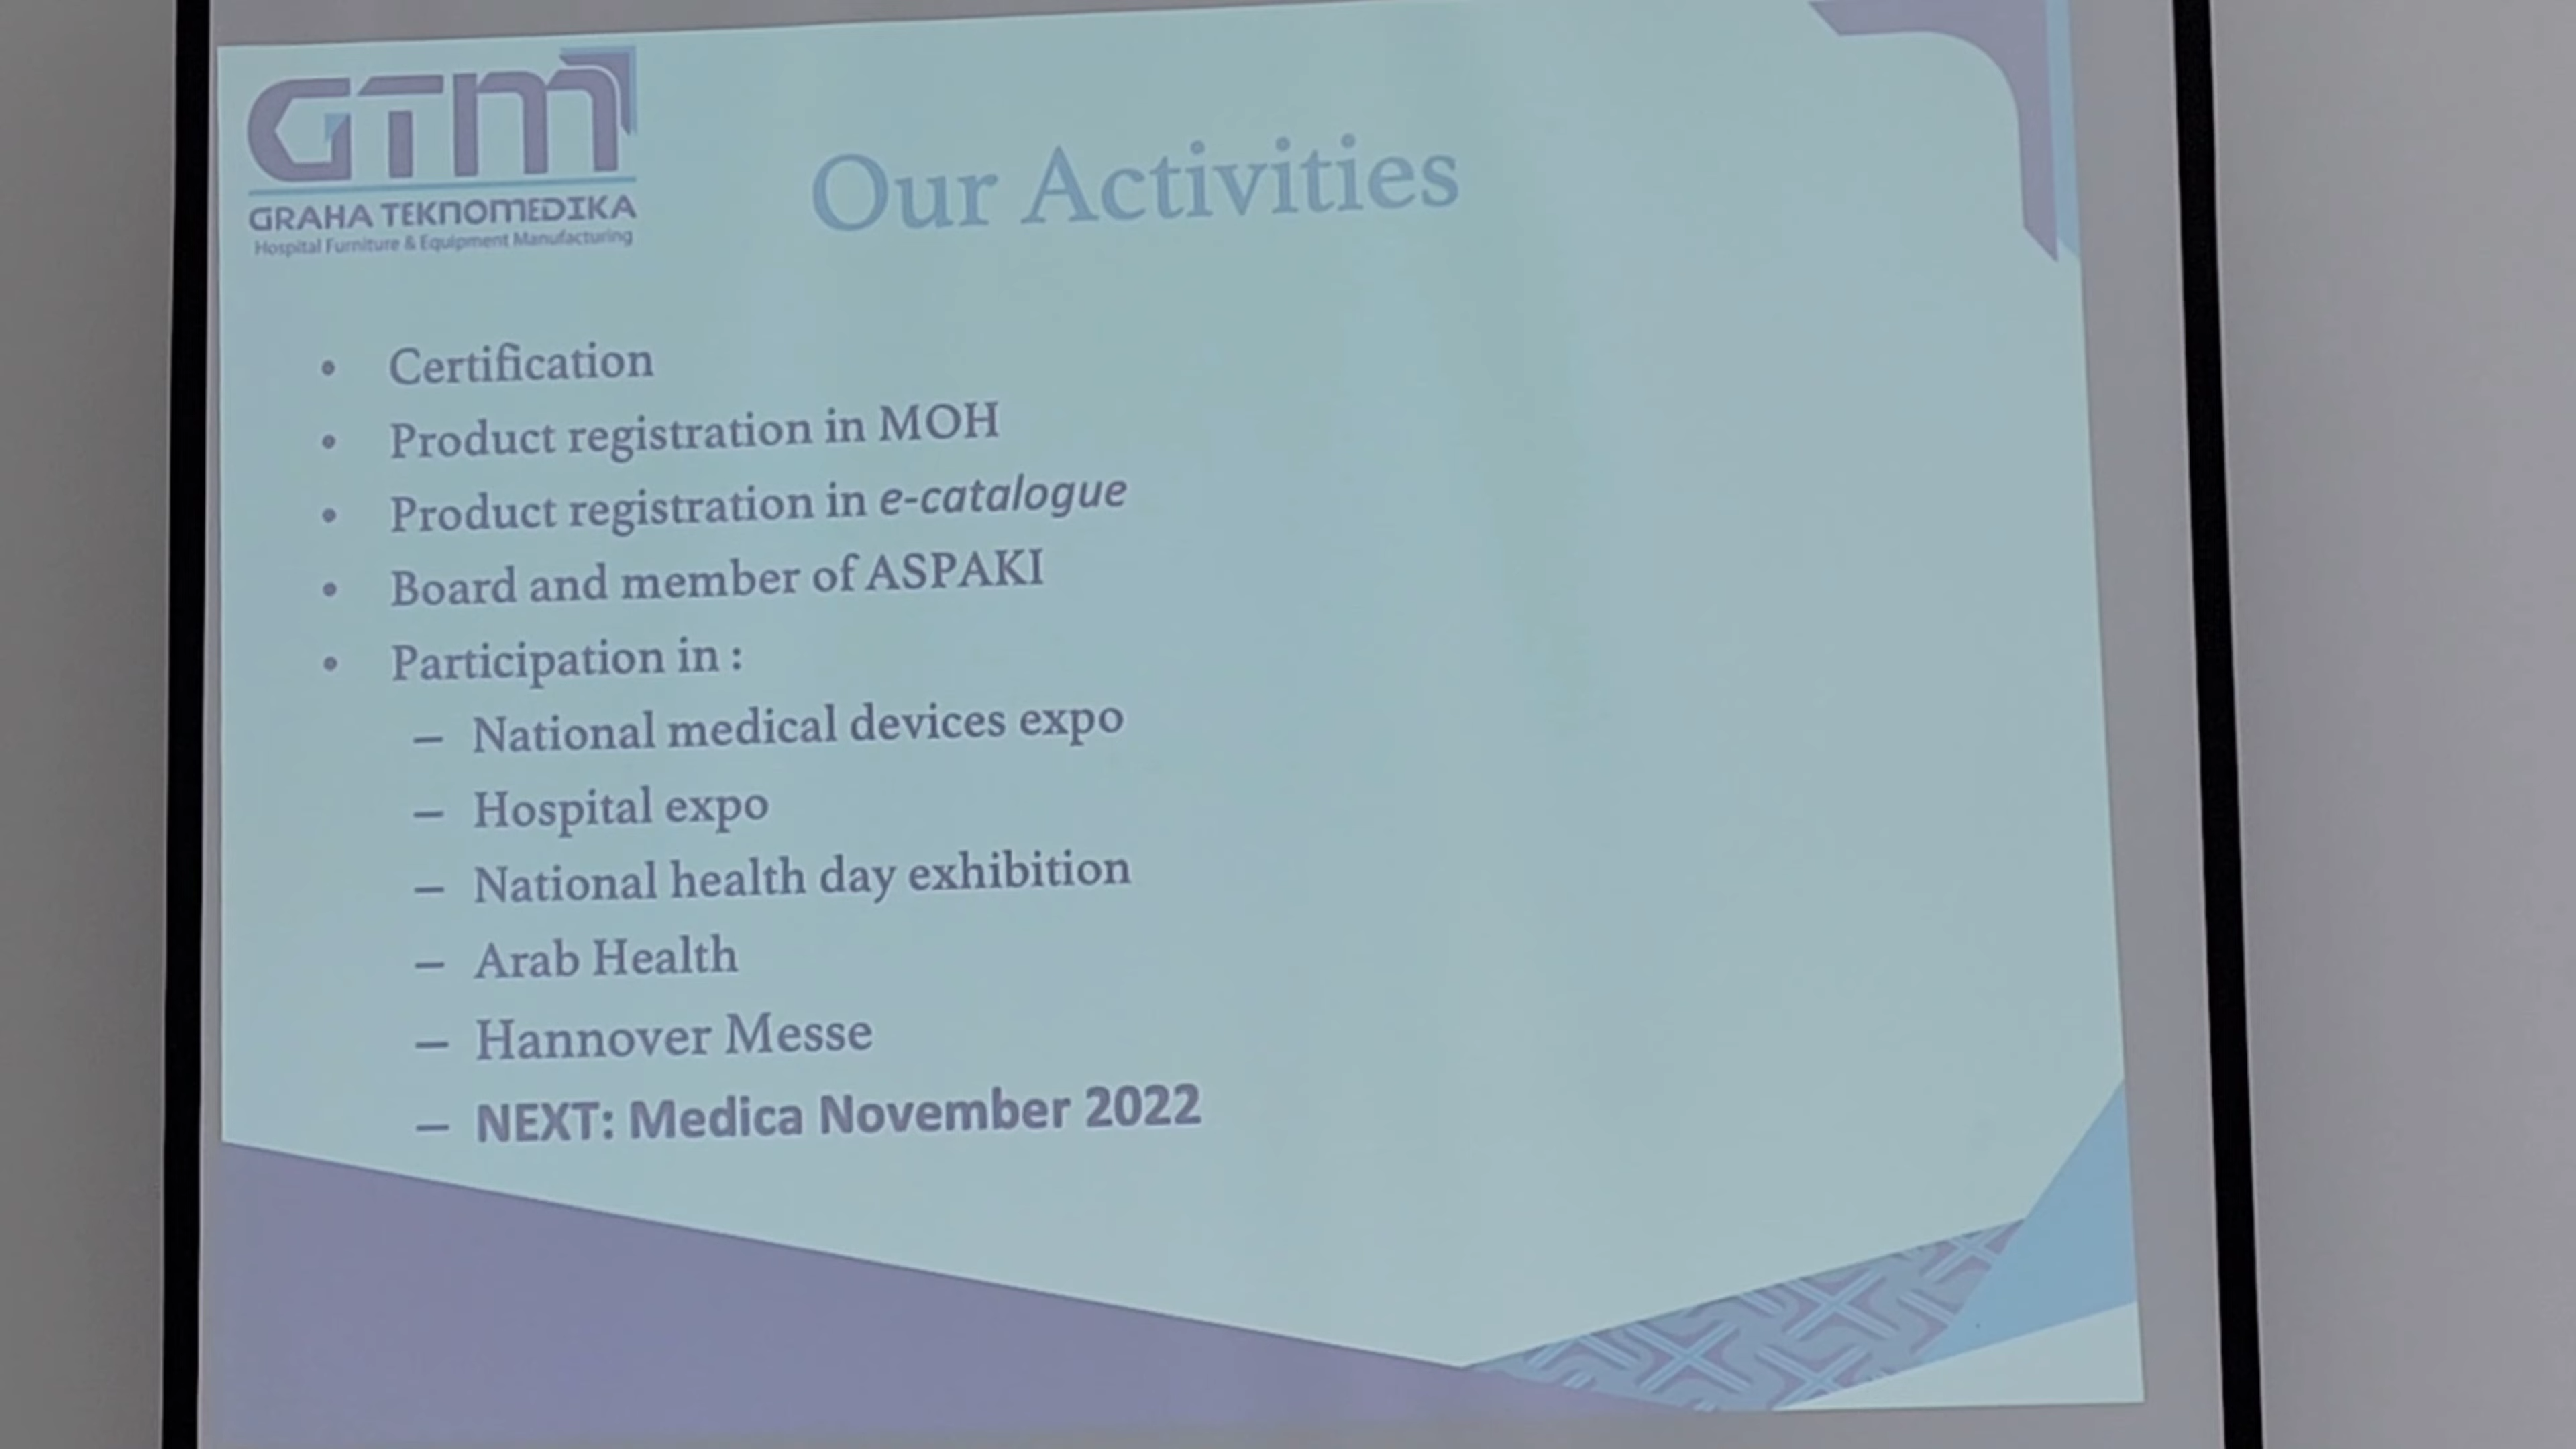 GTM
GRAHA TEKNOMEDIKA
Hospital Furniture & Equipment Manufacturing
Our Activities
• Certification
• Product registration in MOH
• Product registration in e-catalogue
• Board and member of ASPAKI
• Participation in :
– National medical devices expo
– Hospital expo
– National health day exhibition
– Arab Health
– Hannover Messe
– NEXT: Medica November 2022